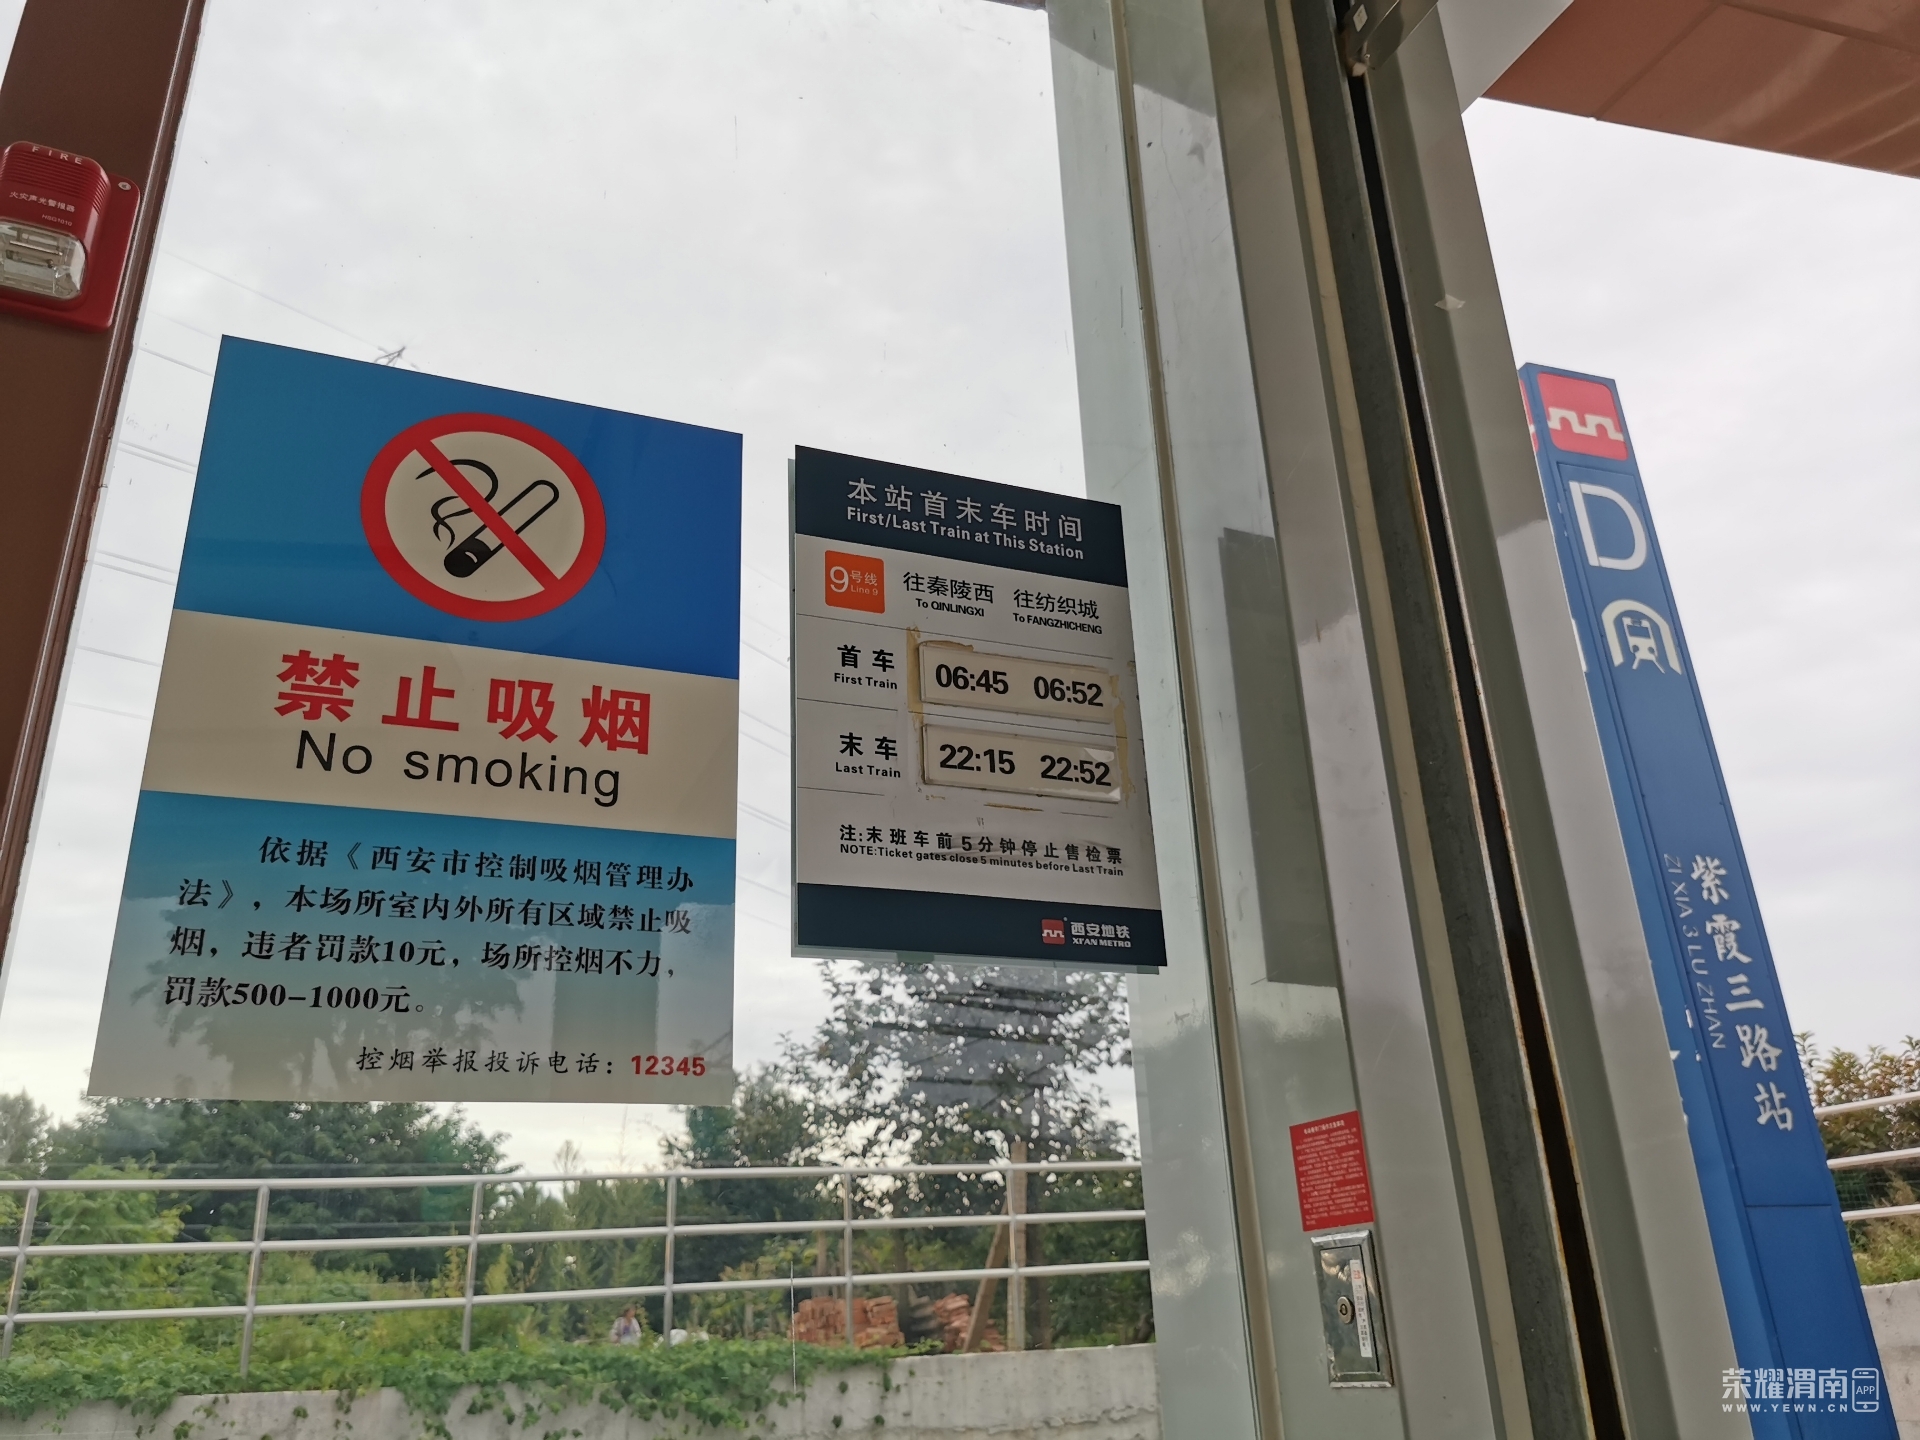 FIRE
火灾声光警报器
禁止吸烟
No smoking
依据《西安市控制吸烟管理办
法》，本场所室内外所有区域禁止吸
烟，违者罚款10元，场所控烟不力，
罚款500-1000元。
控烟举报投诉电话：12345
本站首末车时间
First/Last Train at This Station
9号线
Line 9
往秦陵西 往纺织城
To QINLINGXI To FANGZHICHENG
首车 06:45 06:52
First Train
末车 22:15 22:52
Last Train
注:末班车前5分钟停止售检票
NOTE:Ticket gates close 5 minutes before Last Train
西安地铁
XI'AN METRO
D
紫霞三路站
ZI XIA 3 LU ZHAN
荣耀渭南
APP
WWW.YEWN.CN